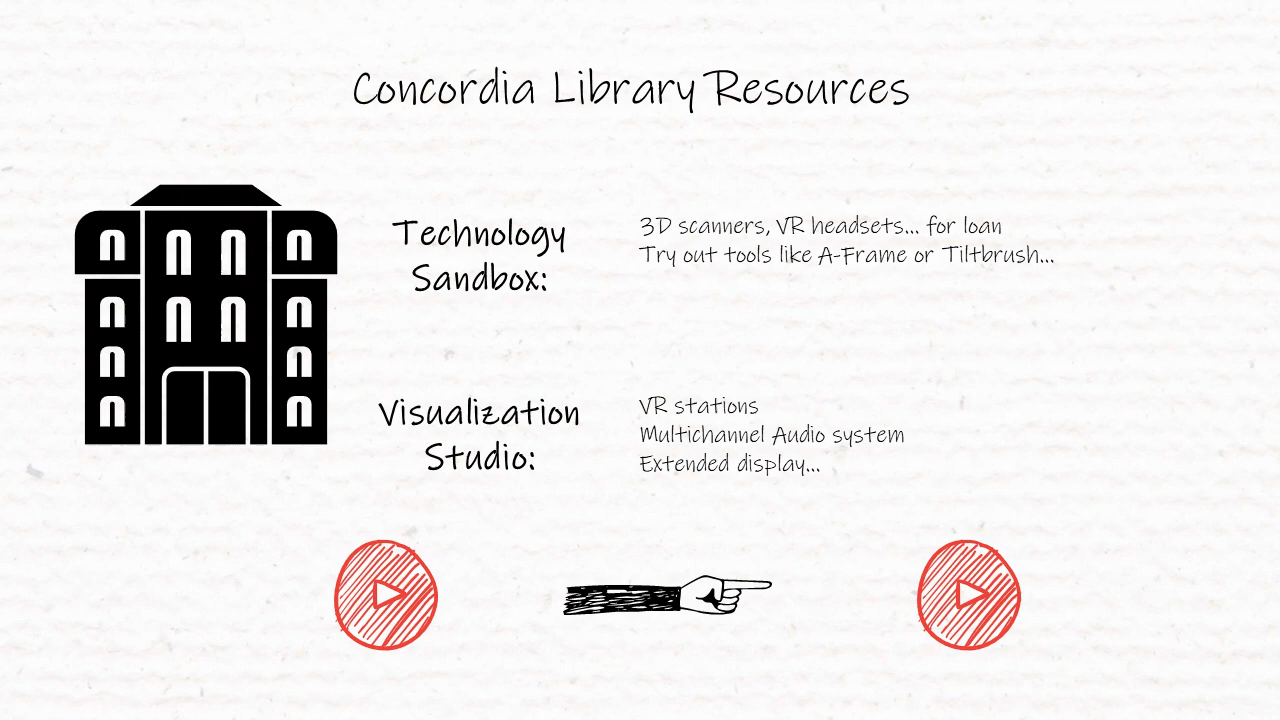 Concordia Library Resources
Technology
Sandbox:
3D scanners, VR headsets... for loan
Try out tools like A-Frame or Tiltbrush...
Visualization
Studio:
VR stations
Multichannel Audio system
Extended display...